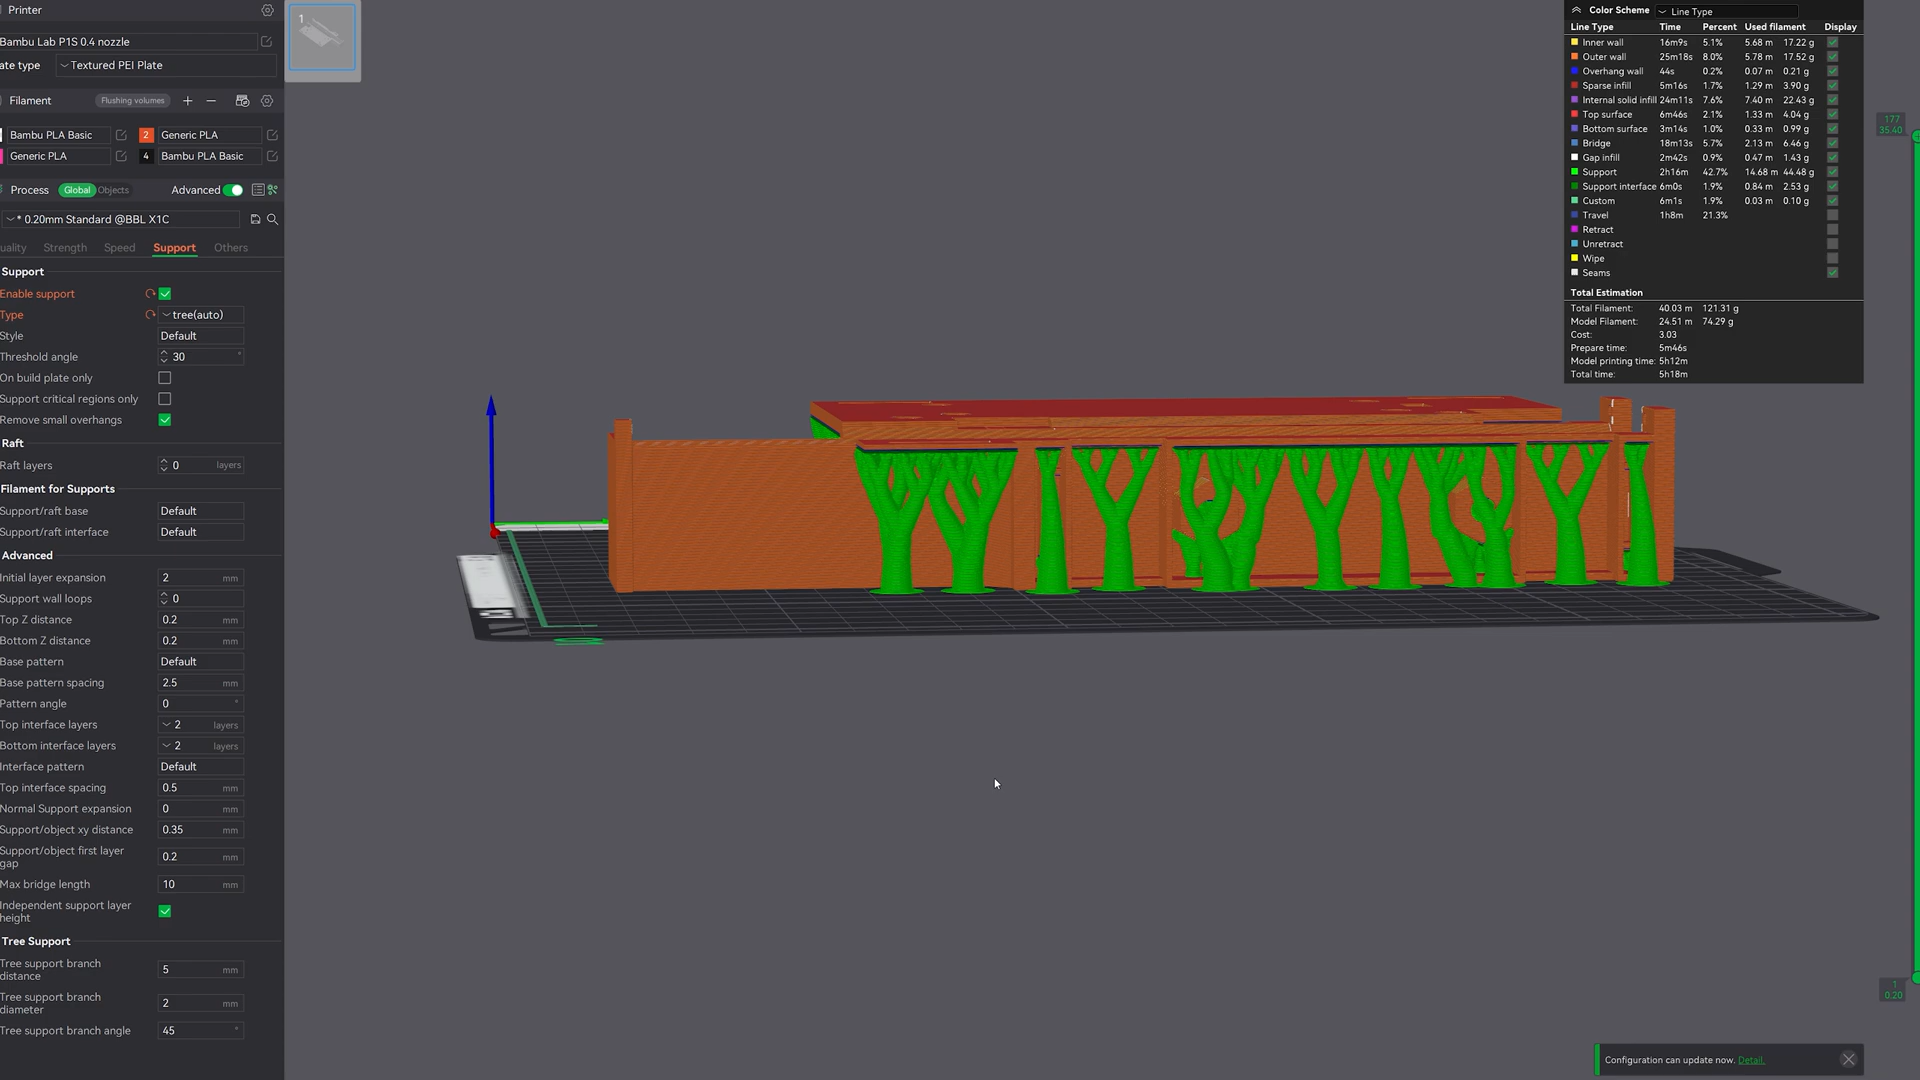 Printer
Bambu Lab P1S 0.4 nozzle
ate type Textured PEI Plate
Filament Flushing volumes
Bambu PLA Basic 2 Generic PLA
Generic PLA 4 Bambu PLA Basic
Process Global Objects Advanced
* 0.20mm Standard @BBL X1C
uality Strength Speed Support Others
Support
Enable support
Type tree(auto)
Style Default
Threshold angle 30 °
On build plate only
Support critical regions only
Remove small overhangs
Raft
Raft layers 0 layers
Filament for Supports
Support/raft base Default
Support/raft interface Default
Advanced
Initial layer expansion 2 mm
Support wall loops 0
Top Z distance 0.2 mm
Bottom Z distance 0.2 mm
Base pattern Default
Base pattern spacing 2.5 mm
Pattern angle 0 °
Top interface layers 2 layers
Bottom interface layers 2 layers
Interface pattern Default
Top interface spacing 0.5 mm
Normal Support expansion 0 mm
Support/object xy distance 0.35 mm
Support/object first layer
gap 0.2 mm
Max bridge length 10 mm
Independent support layer
height
Tree Support
Tree support branch
distance 5 mm
Tree support branch
diameter 2 mm
Tree support branch angle 45 °
1
Color Scheme Line Type
Line Type Time Percent Used filament Display
Inner wall 16m9s 5.1% 5.68 m 17.22 g
Outer wall 25m18s 8.0% 5.78 m 17.52 g
Overhang wall 44s 0.2% 0.07 m 0.21 g
Sparse infill 5m16s 1.7% 1.29 m 3.90 g
Internal solid infill 24m11s 7.6% 7.40 m 22.43 g
Top surface 6m46s 2.1% 1.33 m 4.04 g
Bottom surface 3m14s 1.0% 0.33 m 0.99 g
Bridge 18m13s 5.7% 2.13 m 6.46 g
Gap infill 2m42s 0.9% 0.47 m 1.43 g
Support 2h16m 42.7% 14.68 m 44.48 g
Support interface 6m0s 1.9% 0.84 m 2.53 g
Custom 6m1s 1.9% 0.03 m 0.10 g
Travel 1h8m 21.3%
Retract
Unretract
Wipe
Seams
Total Estimation
Total Filament: 40.03 m 121.31 g
Model Filament: 24.51 m 74.29 g
Cost: 3.03
Prepare time: 5m46s
Model printing time: 5h12m
Total time: 5h18m
177
35.40
1
0.20
Configuration can update now. Detail.